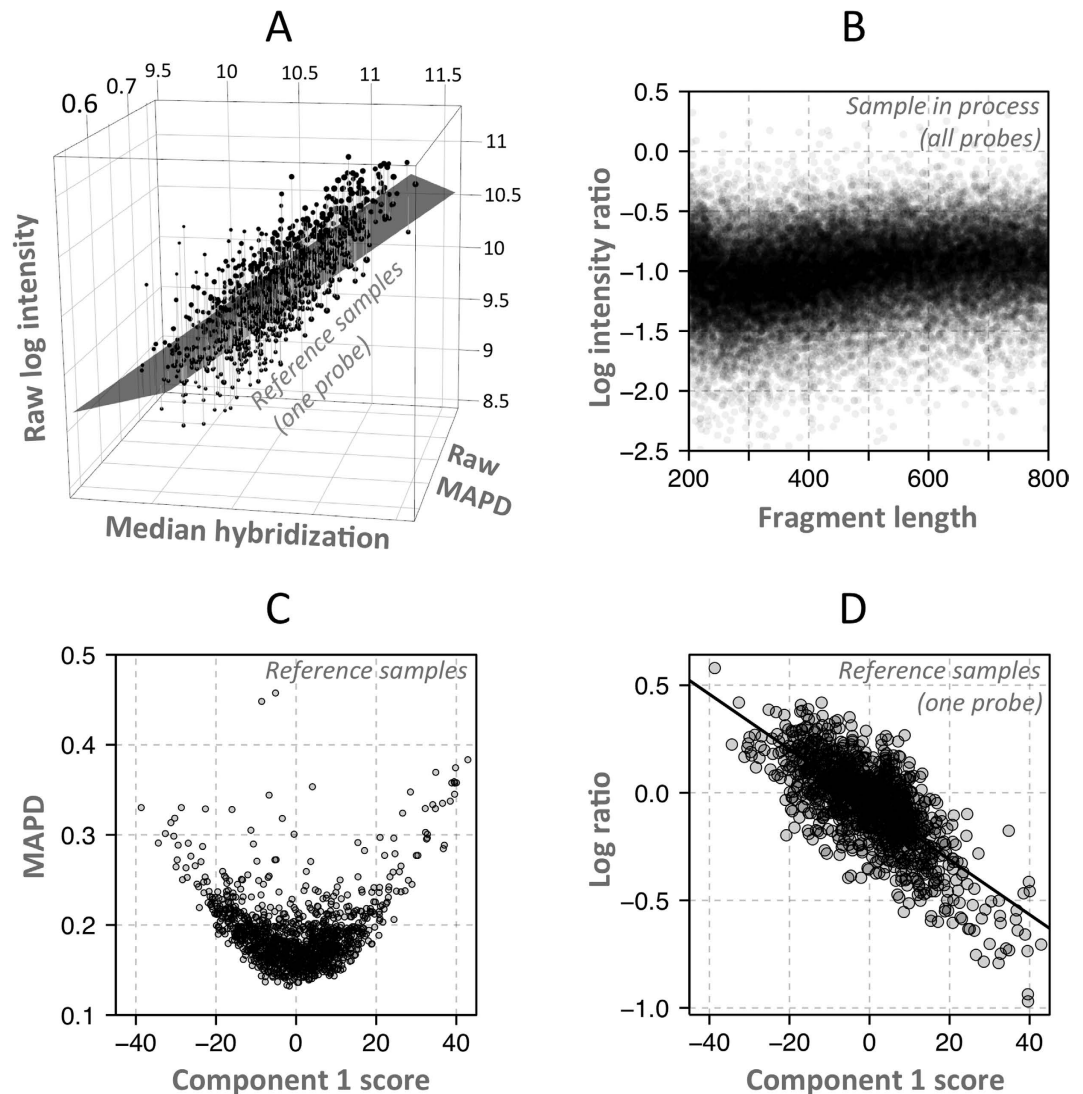 A
0.6
0.7
9.5
10
10.5
11
11.5
11
10.5
10
9.5
9
8.5
Raw log intensity
Reference samples
(one probe)
Raw
MAPD
Median hybridization
B
Sample in process
(all probes)
0.5
0.0
−0.5
−1.0
−1.5
−2.0
−2.5
Log intensity ratio
200
400
600
800
Fragment length
C
Reference samples
0.5
0.4
0.3
0.2
0.1
MAPD
−40
−20
0
20
40
Component 1 score
D
Reference samples
(one probe)
0.5
0.0
−0.5
−1.0
Log ratio
−40
−20
0
20
40
Component 1 score